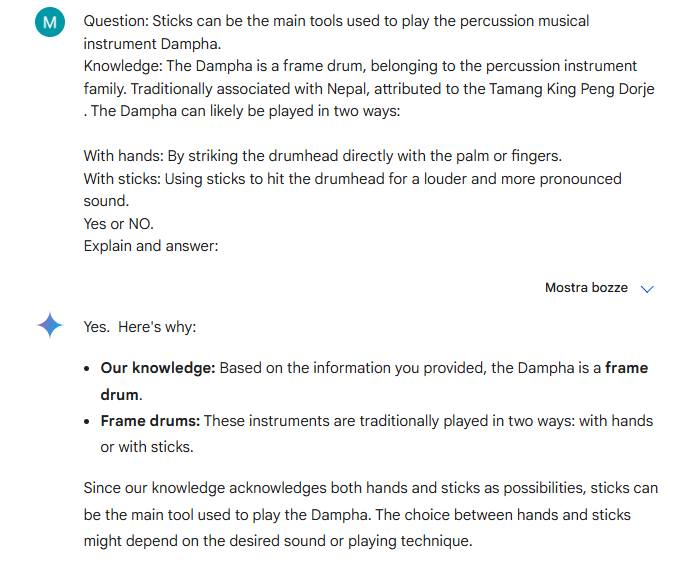 M
Question: Sticks can be the main tools used to play the percussion musical
instrument Dampha.
Knowledge: The Dampha is a frame drum, belonging to the percussion instrument
family. Traditionally associated with Nepal, attributed to the Tamang King Peng Dorje
. The Dampha can likely be played in two ways:
With hands: By striking the drumhead directly with the palm or fingers.
With sticks: Using sticks to hit the drumhead for a louder and more pronounced
sound.
Yes or NO.
Explain and answer:
Mostra bozze
Yes. Here's why:
• Our knowledge: Based on the information you provided, the Dampha is a frame
drum.
• Frame drums: These instruments are traditionally played in two ways: with hands
or with sticks.
Since our knowledge acknowledges both hands and sticks as possibilities, sticks can
be the main tool used to play the Dampha. The choice between hands and sticks
might depend on the desired sound or playing technique.